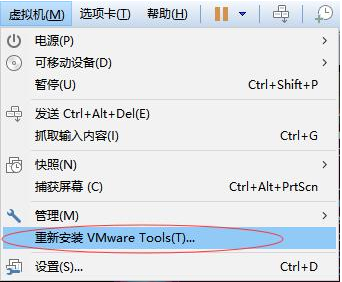 虚拟机(M) 选项卡(T) 帮助(H)
电源(P)
可移动设备(D)
暂停(U) Ctrl+Shift+P
发送 Ctrl+Alt+Del(E)
抓取输入内容(I) Ctrl+G
快照(N)
捕获屏幕 (C) Ctrl+Alt+PrtScn
管理(M)
重新安装 VMware Tools(T)...
设置(S)... Ctrl+D